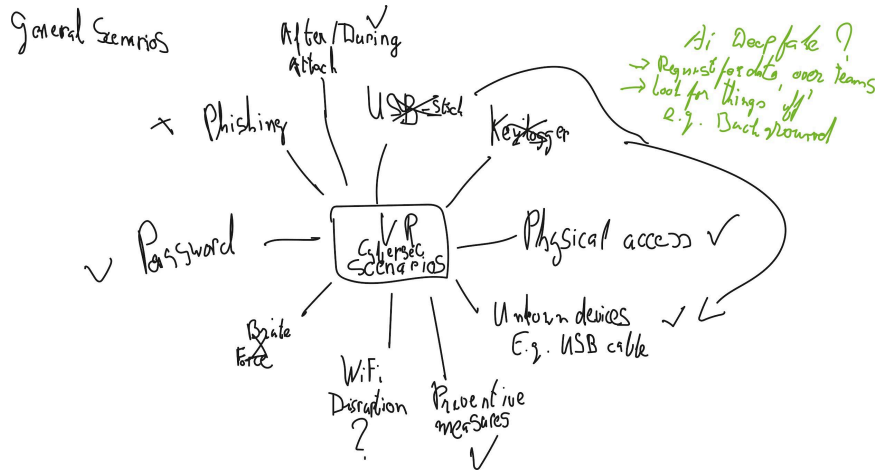 General Scenarios
After/During
Attack
USB-Stick
Keylogger
Phishing
Password
VR
Cybersec
Scenarios
Physical access
Unkown devices
E.g. USB cable
Brute
Force
WiFi
Disruption
?
Preventive
measures
Ai Deepfake ?
→ Request for data over Teams
→ Look for things 'off'
e.g. Background